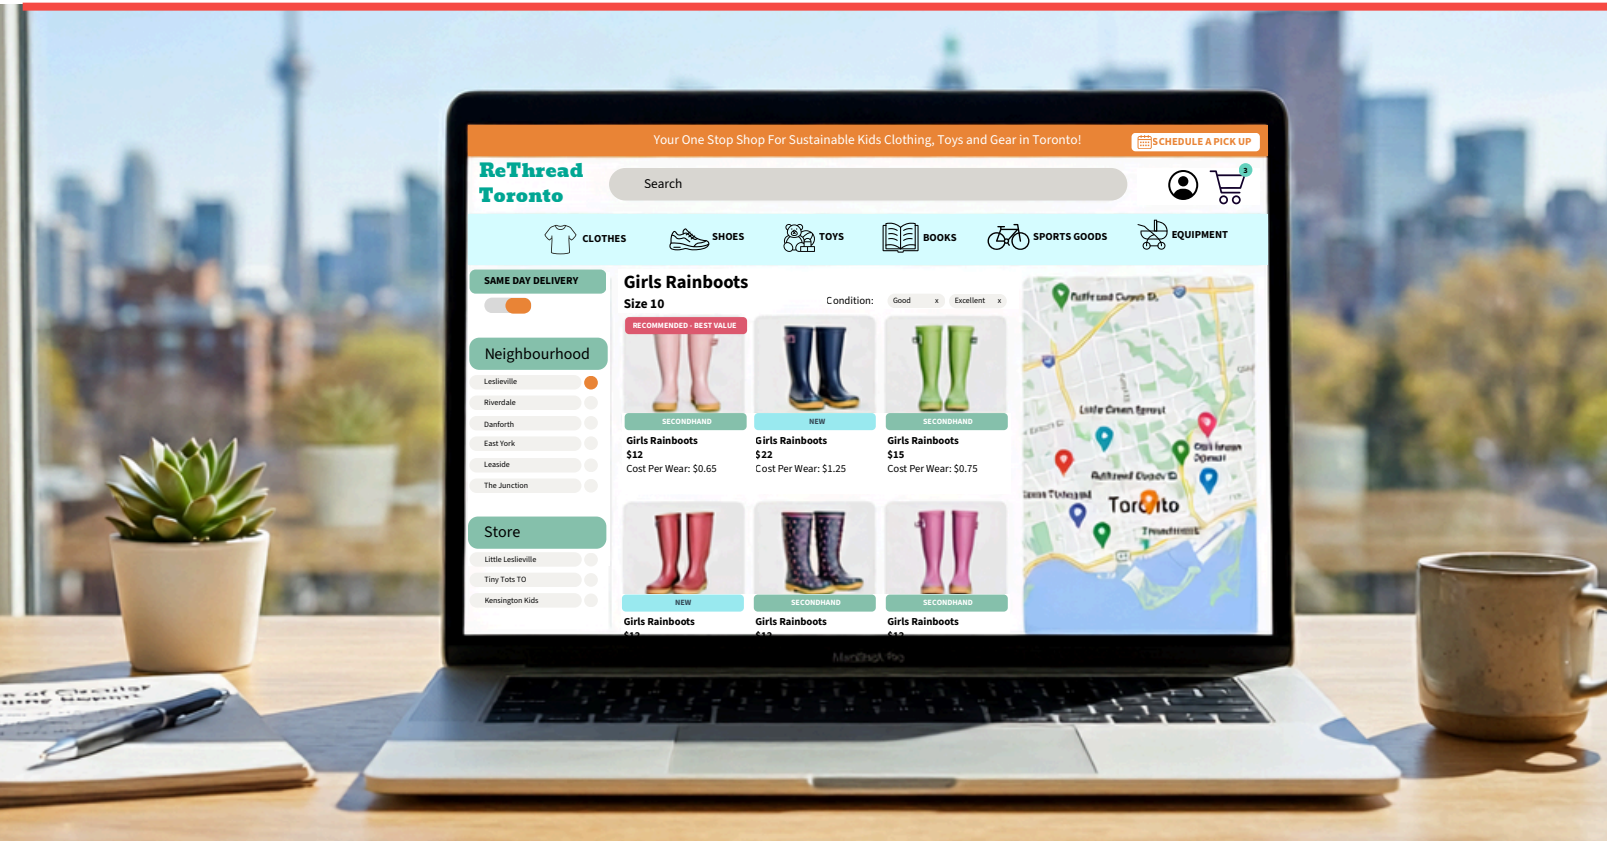 Your One Stop Shop For Sustainable Kids Clothing, Toys and Gear in Toronto!
SCHEDULE A PICK UP
ReThread
Toronto
Search
3
CLOTHES
SHOES
TOYS
BOOKS
SPORTS GOODS
EQUIPMENT
SAME DAY DELIVERY
Neighbourhood
Leslieville
Riverdale
Danforth
East York
Leaside
The Junction
Store
Little Leslieville
Tiny Tots TO
Kensington Kids
Girls Rainboots
Size 10
Condition:
Good x
Excellent x
RECOMMENDED - BEST VALUE
SECONDHAND
Girls Rainboots
$12
Cost Per Wear: $0.65
NEW
Girls Rainboots
$22
Cost Per Wear: $1.25
SECONDHAND
Girls Rainboots
$15
Cost Per Wear: $0.75
NEW
Girls Rainboots
$12
SECONDHAND
Girls Rainboots
$12
SECONDHAND
Girls Rainboots
$12
Toronto